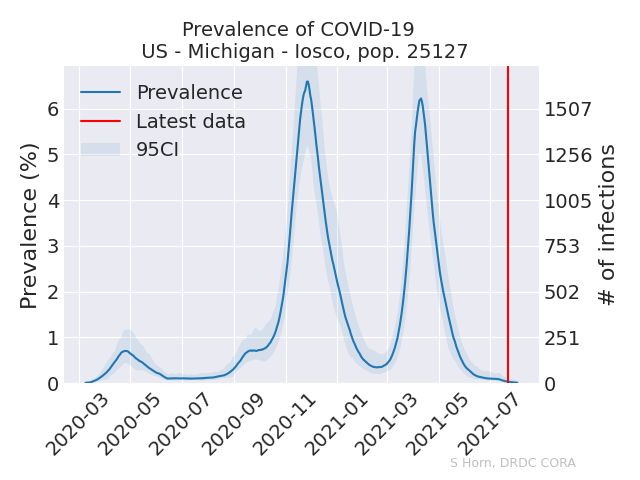 Prevalence of COVID-19
US - Michigan - Iosco, pop. 25127
Prevalence
Latest data
95CI
Prevalence (%)
6
5
4
3
2
1
0
1507
1256
1005
753
502
251
0
# of infections
2020-03
2020-05
2020-07
2020-09
2020-11
2021-01
2021-03
2021-05
2021-07
S Horn, DRDC CORA